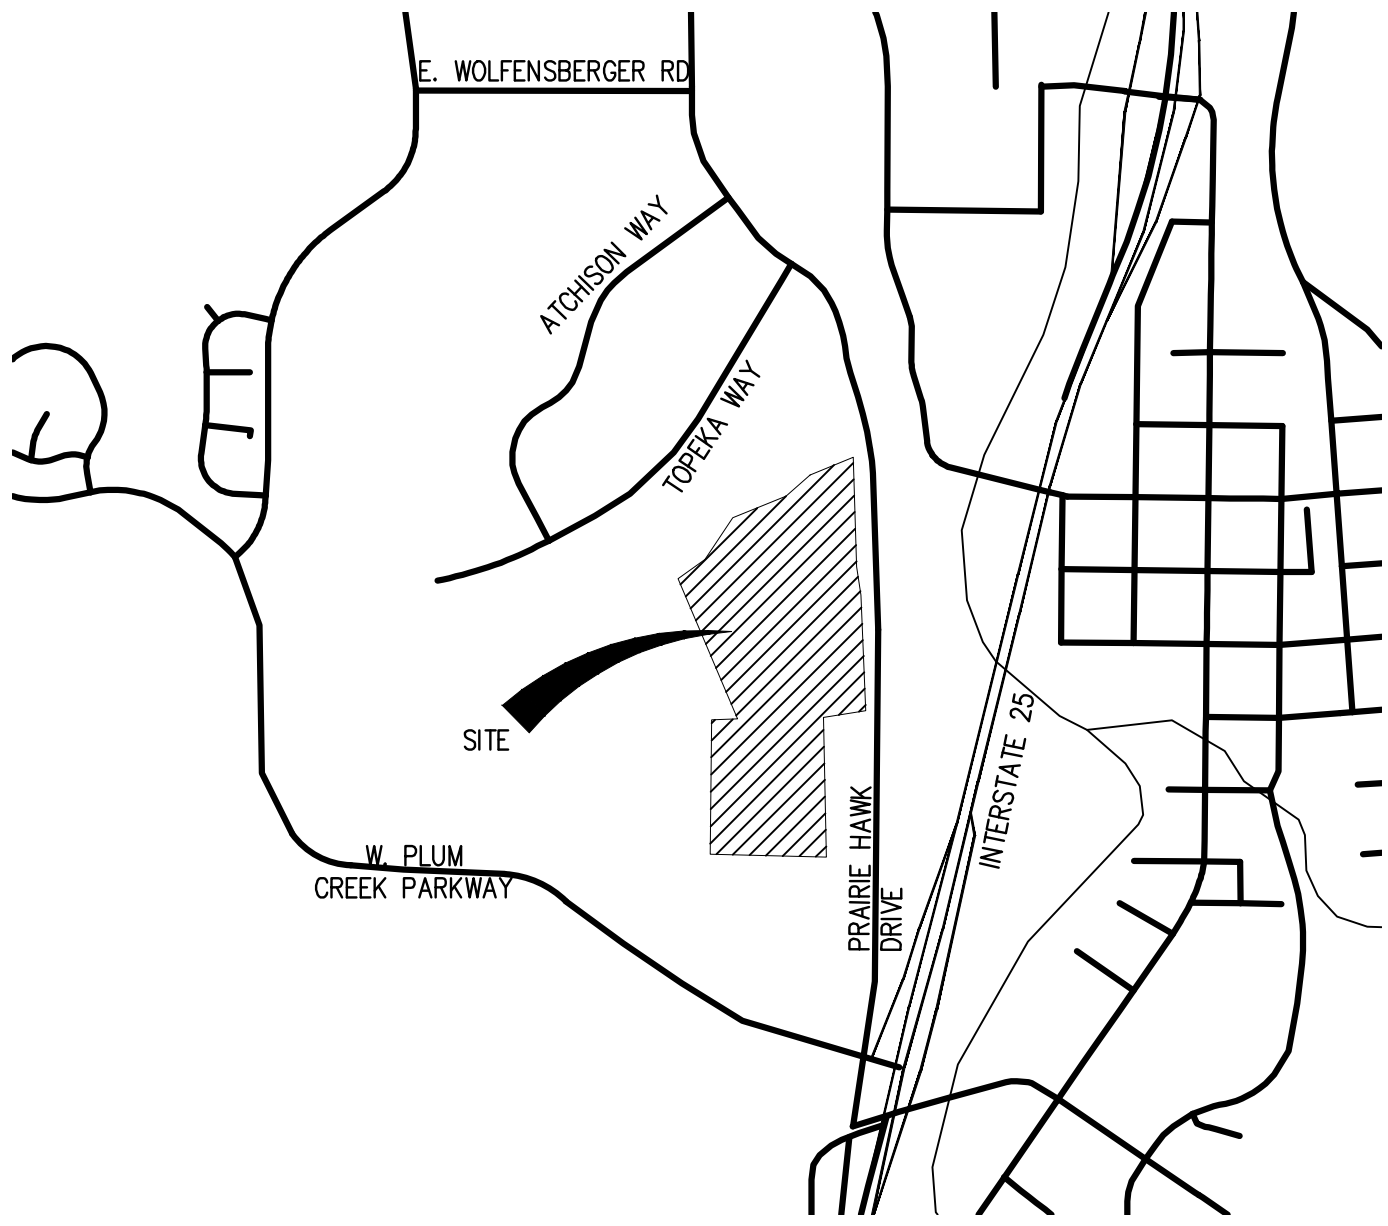 E. WOLFENSBERGER RD
ATCHISON WAY
TOPEKA WAY
SITE
INTERSTATE 25
W. PLUM
CREEK PARKWAY
PRAIRIE HAWK
DRIVE